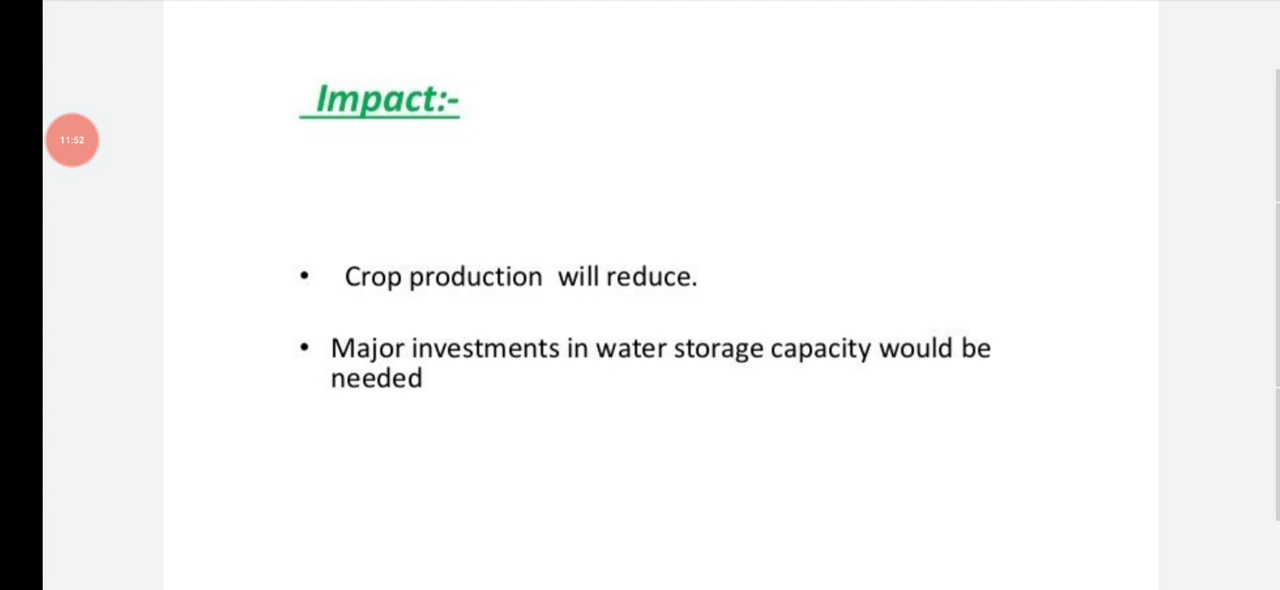 Impact:-
11:52
• Crop production will reduce.
• Major investments in water storage capacity would be
needed